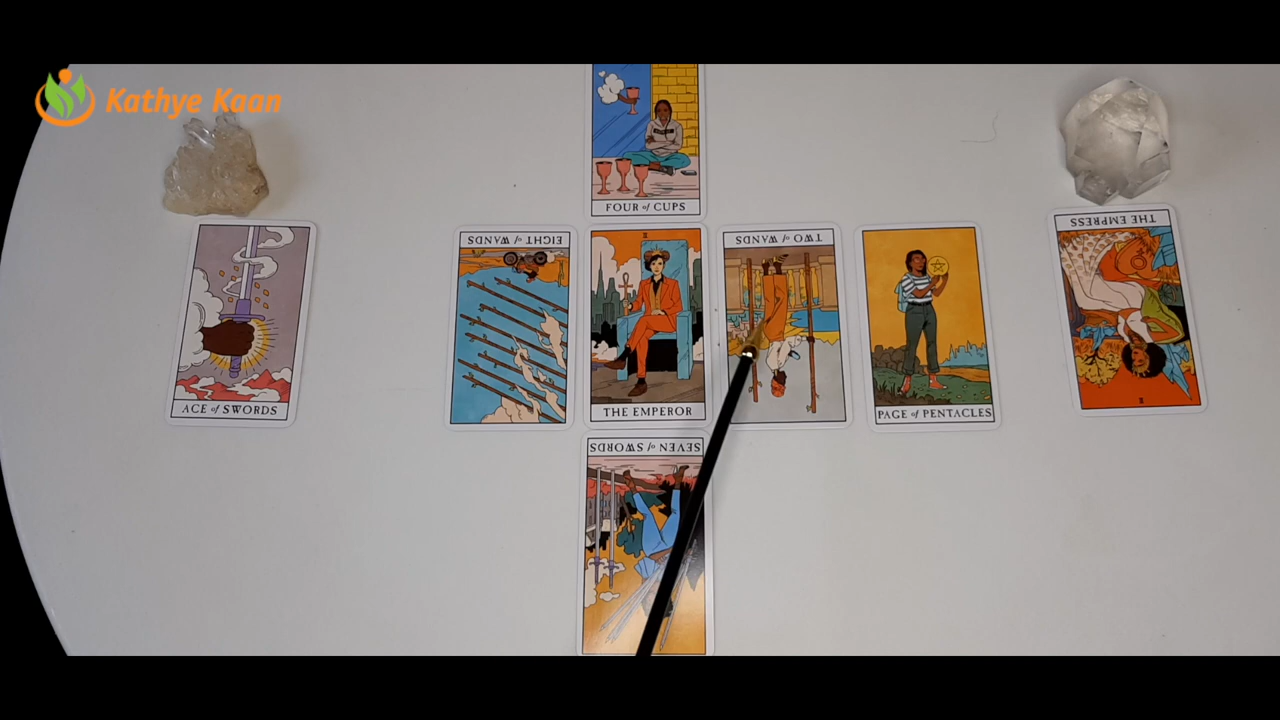 Kathye Kaan
FOUR of CUPS
ACE of SWORDS
EIGHT of WANDS
THE EMPEROR
TWO of WANDS
PAGE of PENTACLES
THE EMPRESS
SEVEN of SWORDS